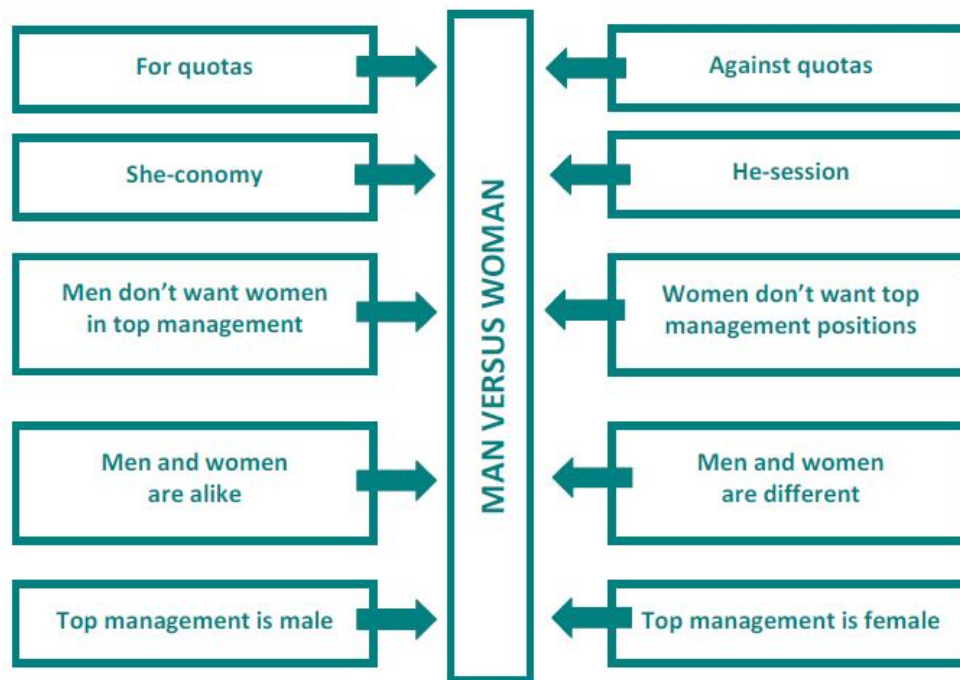 For quotas
Against quotas
She-conomy
He-session
MAN VERSUS WOMAN
Men don’t want women
in top management
Women don’t want top
management positions
Men and women
are alike
Men and women
are different
Top management is male
Top management is female